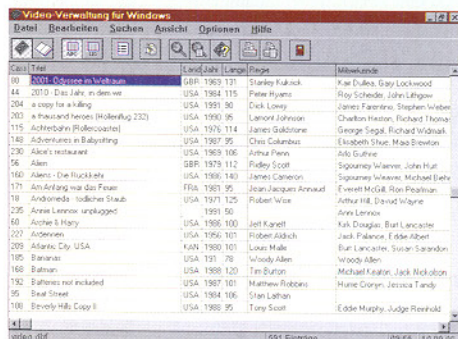 Video-Verwaltung für Windows
Datei Bearbeiten Suchen Ansicht Optionen Hilfe
Cass Titel Land Jahr Länge Regie Mitwirkende
80 2001- Odyssee im Weltraum GBR 1969 131 Stanley Kubick Keir Dullea, Gary Lockwood
44 2010 - Das Jahr, in dem we USA 1984 115 Peter Hyams Roy Scheider, John Lithgow
204 a copy for a killing USA 1991 90 Dick Lowry James Farentino, Stephen Weber
203 a thousand heroes (Höllenflug 232) USA 1990 95 Lamont Johnson Charlton Heston, Richard Thomas
115 Achterbahn [Rollercoaster] USA 1976 114 James Goldstone George Segal, Richard Widmark
148 Adventures in Babysitting USA 1987 95 Chris Columbus Elisabeth Shue, Maia Brewton
230 Alice's restaurant USA 1969 106 Arthur Penn Arlo Guthrie
56 Alien GBR 1979 112 Ridley Scott Sigourney Weaver, John Hurt
160 Aliens - Die Rückkehr USA 1986 140 James Cameron Sigourney Weaver, Michael Biehn
171 Am Anfang war das Feuer FRA 1981 95 Jean Jacques Annaud Everett McGill, Ron Pearlman
18 Andromeda - tödlicher Staub USA 1971 125 Robert Wise Arthur Hill, David Wayne
235 Annie Lennox: unplugged 1991 50 Anni Lennox
68 Archie & Harry USA 1986 100 Jeff Kanett Kirk Douglas, Burt Lancaster
227 Ardennen USA 1956 101 Robert Aldrich Jack Palance, Eddie Albert
209 Atlantic City, USA KAN 1980 101 Louis Malle Burt Lancaster, Susan Sarandon
185 Bananas USA 191 78 Woody Allen Woody Allen
168 Batman USA 1988 120 Tim Burton Michael Keaton, Jack Nicholson
192 Batteries not included USA 1987 101 Matthew Robbins Hume Cronyn, Jessica Tandy
95 Beat Street USA 1984 106 Stan Lathan
108 Beverly Hills Copy II USA 1988 95 Tony Scott Eddie Murphy, Judge Reinhold
video.dbf 591 Einträge